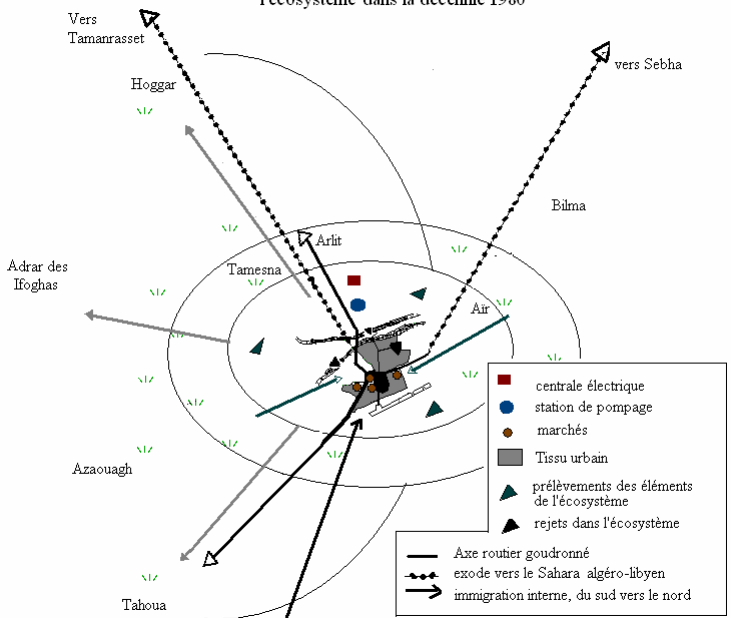 l'écosystème dans la décennie 1980
Vers
Tamanrasset
vers Sebha
Hoggar
Bilma
Arlit
Adrar des
Ifoghas
Tamesna
Aïr
Azaouagh
Tahoua
centrale électrique
station de pompage
marchés
Tissu urbain
prélèvements des éléments
de l'écosystème
rejets dans l'écosystème
Axe routier goudronné
exode vers le Sahara algéro-libyen
immigration interne, du sud vers le nord